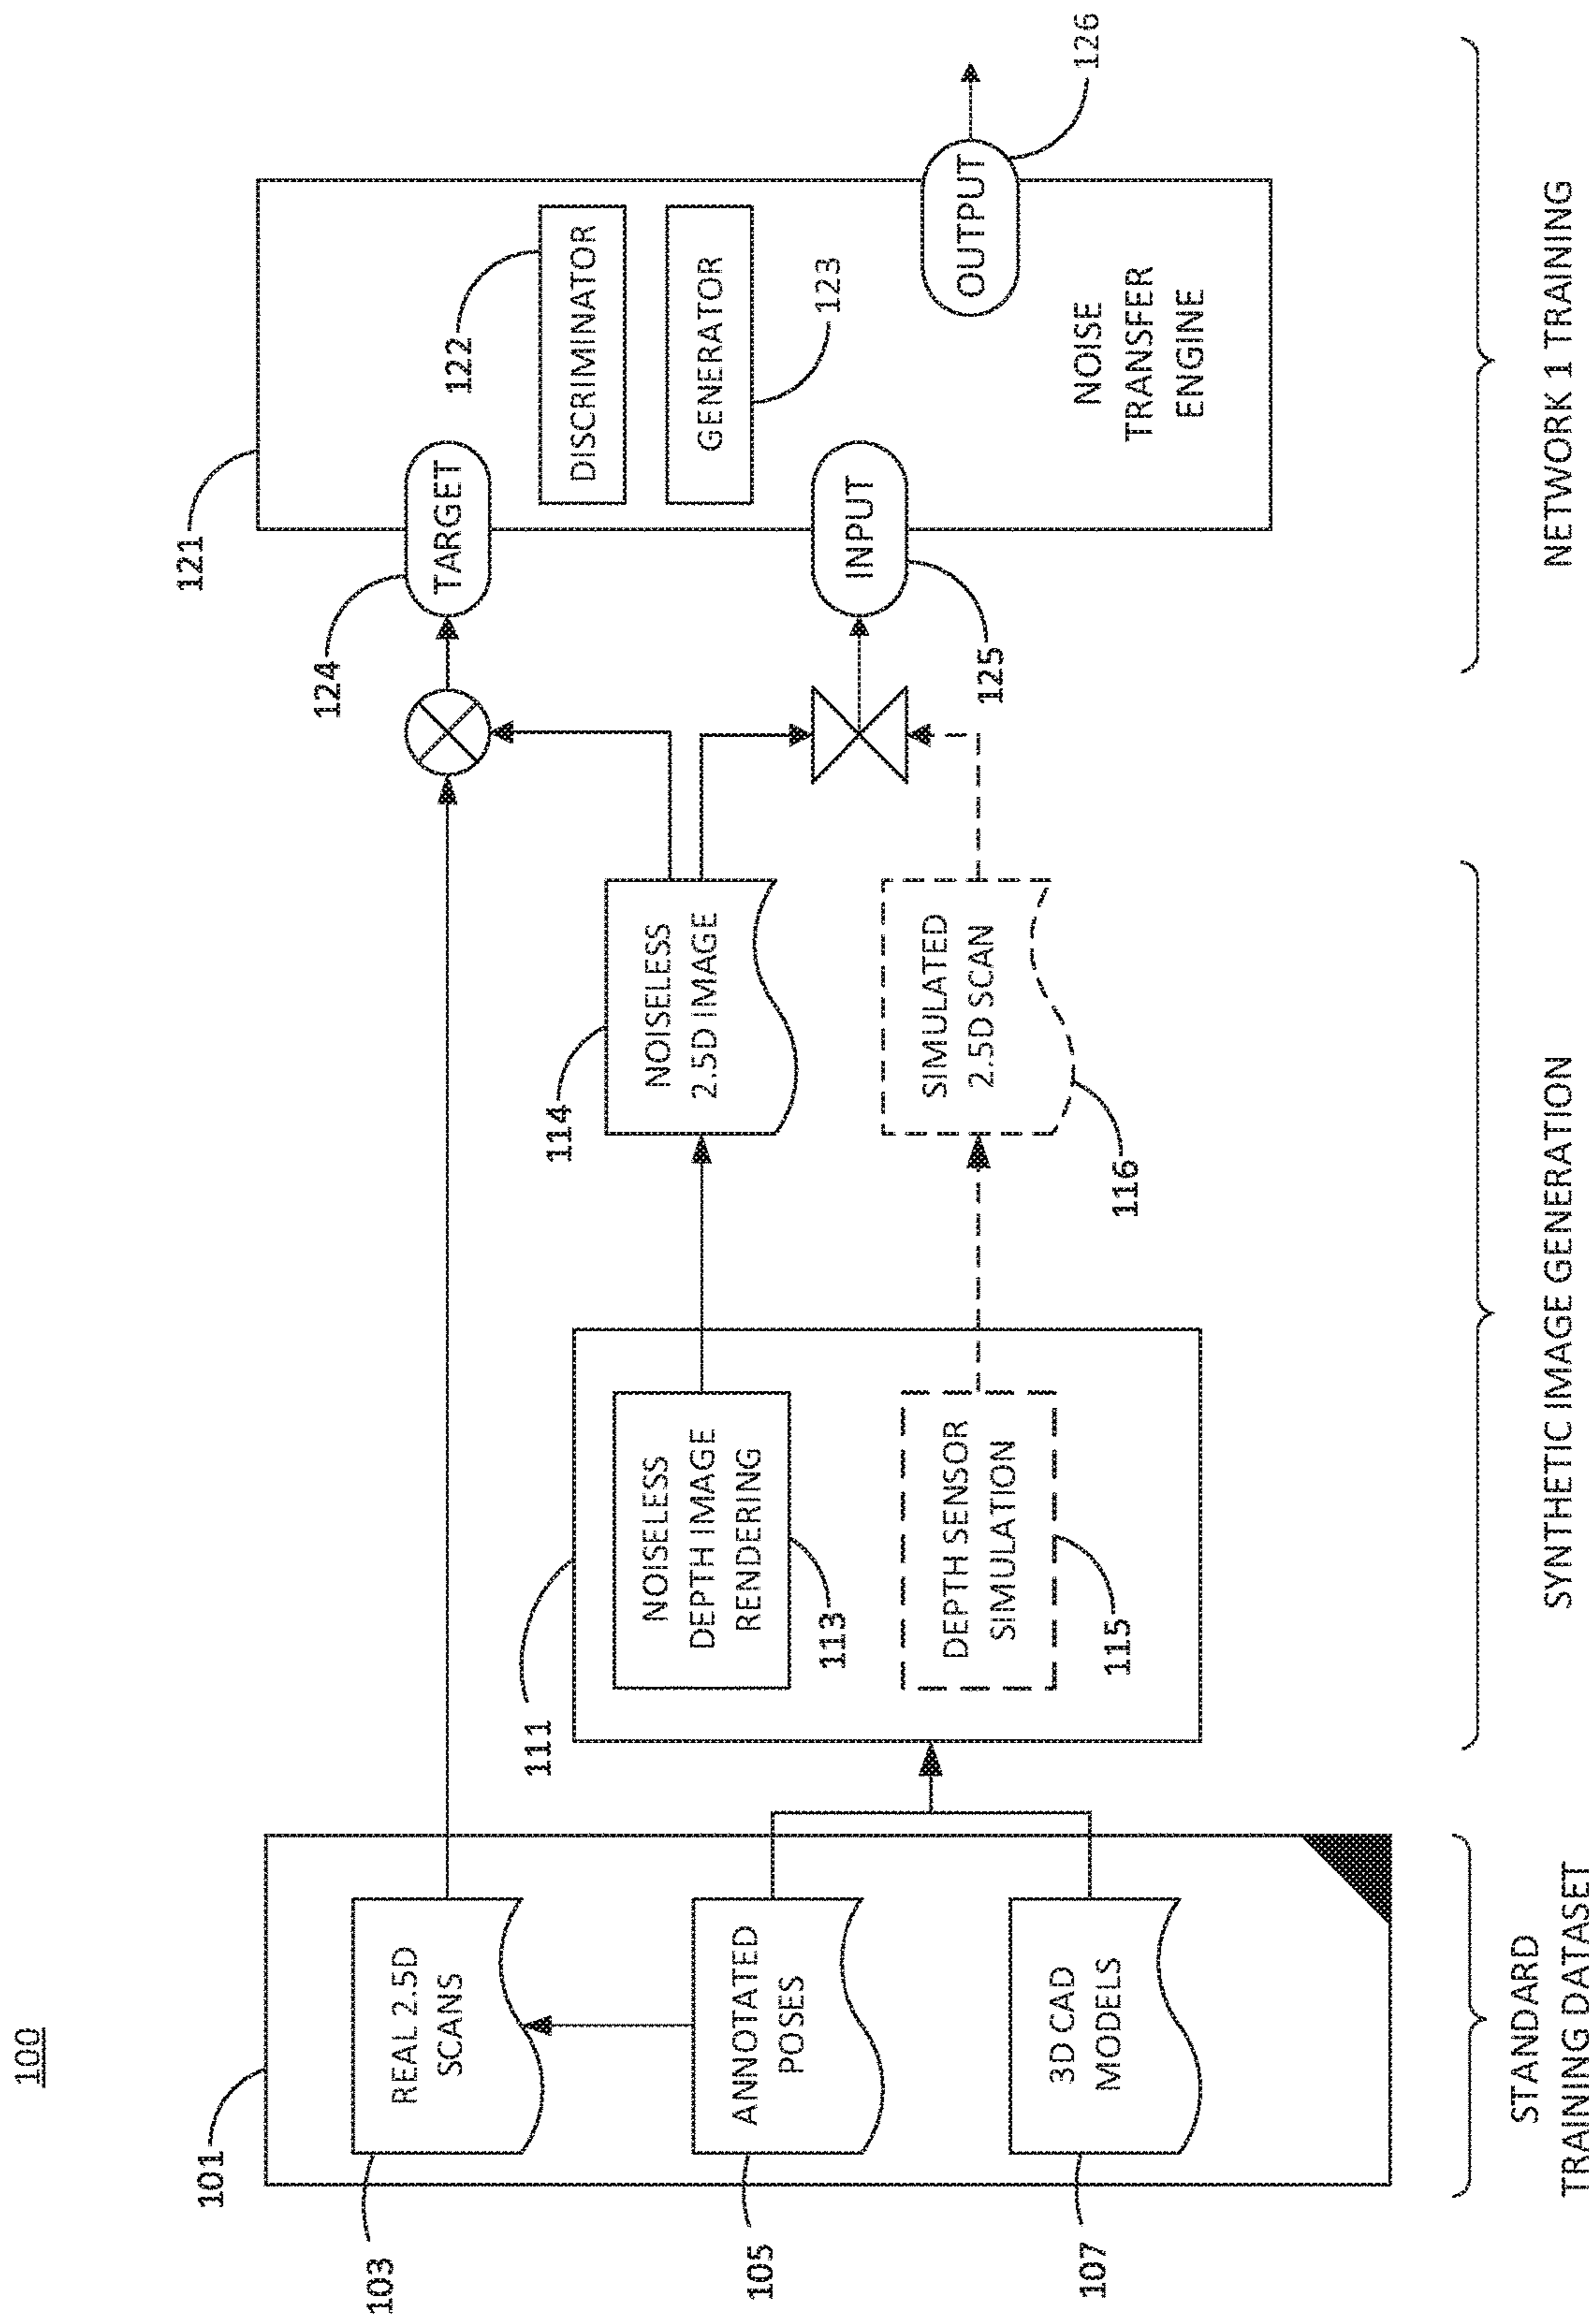 100
101
103
REAL 2.5D
SCANS
105
ANNOTATED
POSES
107
3D CAD
MODELS
STANDARD
TRAINING DATASET
111
NOISELESS
DEPTH IMAGE
RENDERING
113
DEPTH SENSOR
SIMULATION
115
114
NOISELESS
2.5D IMAGE
SIMULATED
2.5D SCAN
116
SYNTHETIC IMAGE GENERATION
121
124
TARGET
122
DISCRIMINATOR
GENERATOR
123
INPUT
125
OUTPUT
126
NOISE
TRANSFER
ENGINE
NETWORK 1 TRAINING